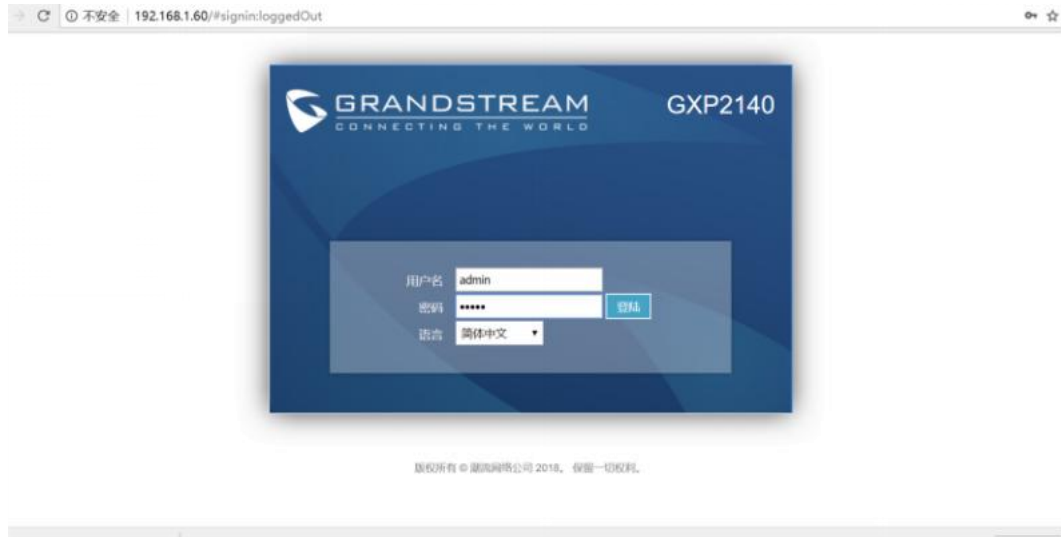 不安全 192.168.1.60/#signin:loggedOut
GRANDSTREAM GXP2140
CONNECTING THE WORLD
用户名 admin
密码 ••••• 登陆
语言 简体中文
版权所有 © 潮流网络公司 2018。 保留一切权利。